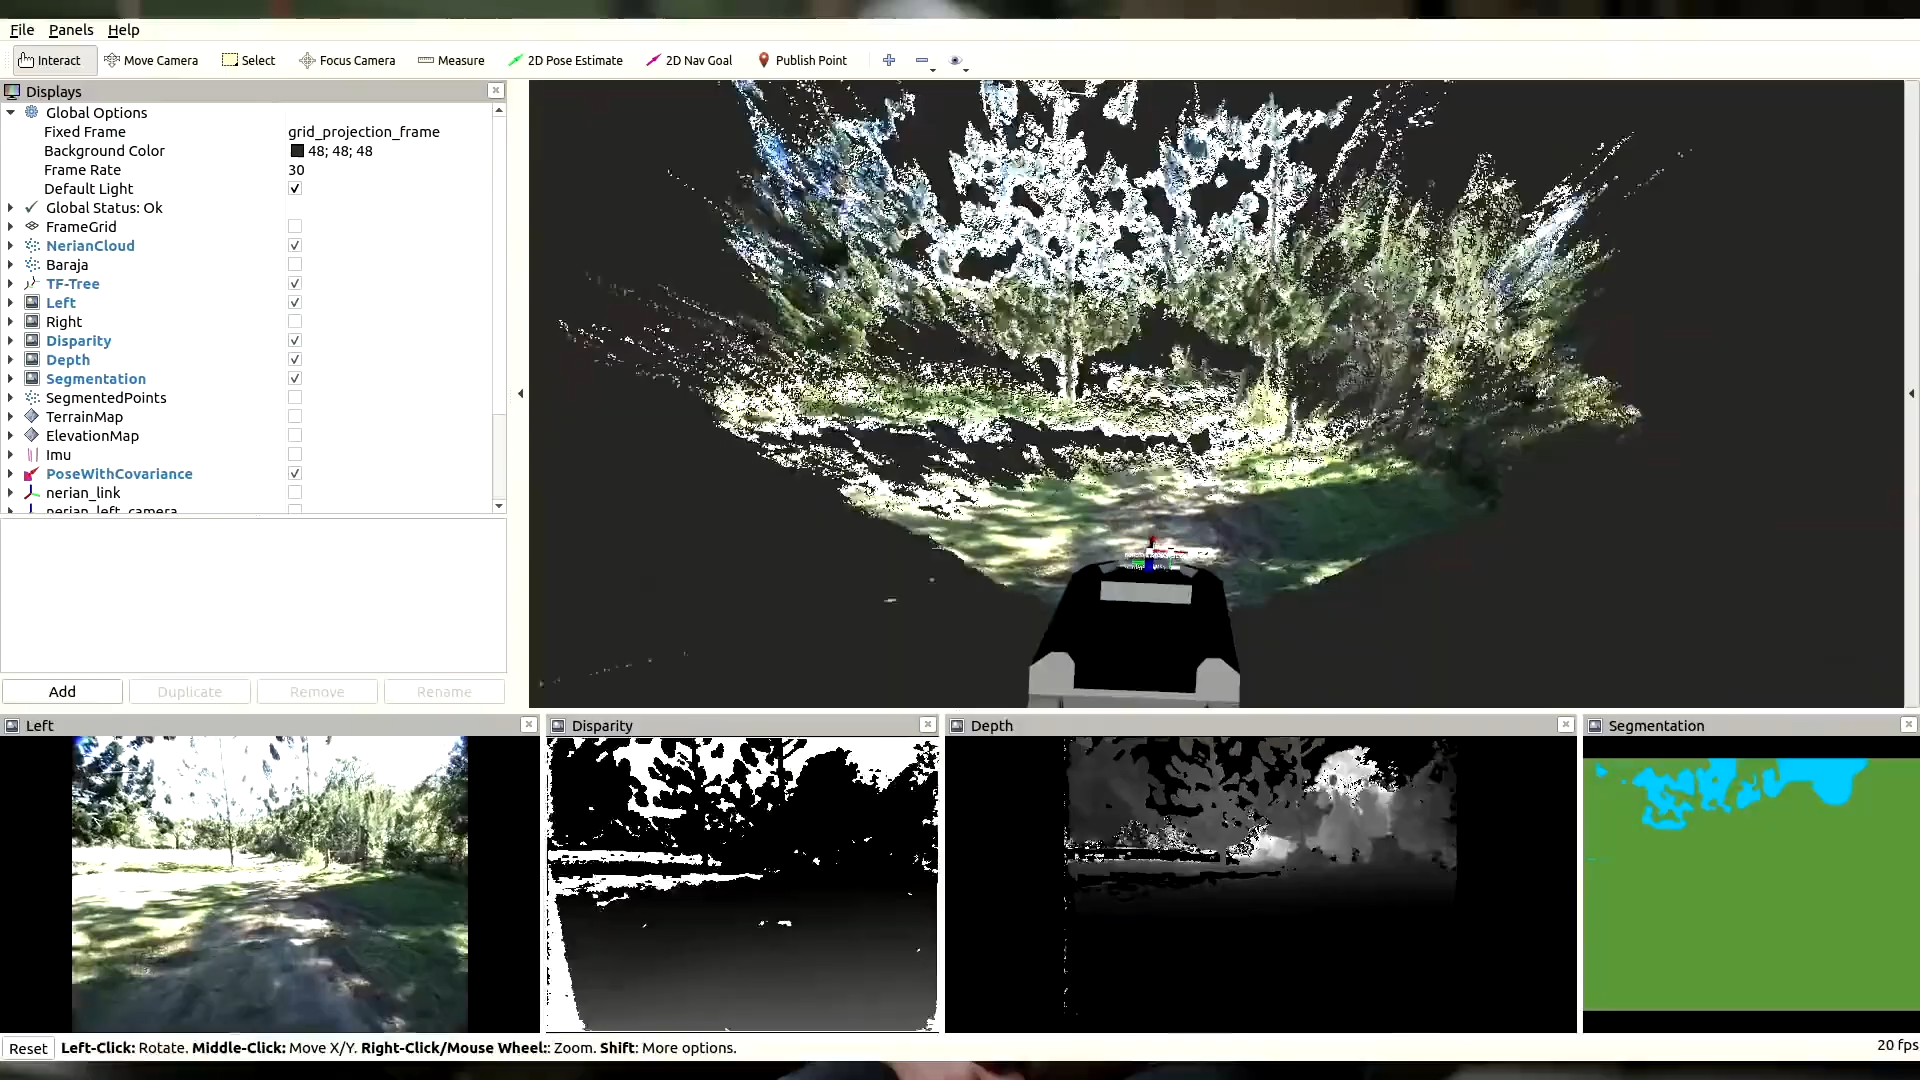 File Panels Help
Interact Move Camera Select Focus Camera Measure 2D Pose Estimate 2D Nav Goal Publish Point
Displays
Global Options
Fixed Frame grid_projection_frame
Background Color 48; 48; 48
Frame Rate 30
Default Light
Global Status: Ok
FrameGrid
NerianCloud
Baraja
TF-Tree
Left
Right
Disparity
Depth
Segmentation
SegmentedPoints
TerrainMap
ElevationMap
Imu
PoseWithCovariance
nerian_link
nerian_left_camera
Add Duplicate Remove Rename
Left Disparity Depth Segmentation
Reset Left-Click: Rotate. Middle-Click: Move X/Y. Right-Click/Mouse Wheel:: Zoom. Shift: More options. 20 fps